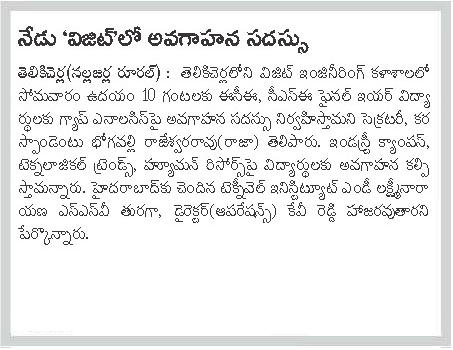 నేడు ‘విజిట్’లో అవగాహన సదస్సు
తెలికిచెర్ల(నల్లజర్ల రూరల్) : తెలికిచెర్లలోని విజిట్ ఇంజినీరింగ్ కళాశాలలో
సోమవారం ఉదయం 10 గంటలకు ఈసీఈ, సీఎస్ఈ ఫైనల్ ఇయర్ విద్యా
ర్థులకు గ్యాప్ ఎనాలసిస్‌పై అవగాహన సదస్సు నిర్వహిస్తామని సెక్రటరీ, కర
స్పాండెంటు భోగవల్లి రాజేశ్వరరావు(రాజా) తెలిపారు. ఇండస్ట్రీ క్యాంపస్,
టెక్నలాజికల్ ట్రెండ్స్, హ్యూమన్ రిసోర్స్‌పై విద్యార్థులకు అవగాహన కల్పి
స్తామన్నారు. హైదరాబాద్‌కు చెందిన టెక్నీవెల్ ఇనిస్టిట్యూట్ ఎండీ లక్ష్మీనారా
యణ ఎస్ఎస్‌వీ తురగా, డైరెక్టర్(ఆపరేషన్స్) కేవీ రెడ్డి హాజరవుతారని
పేర్కొన్నారు.